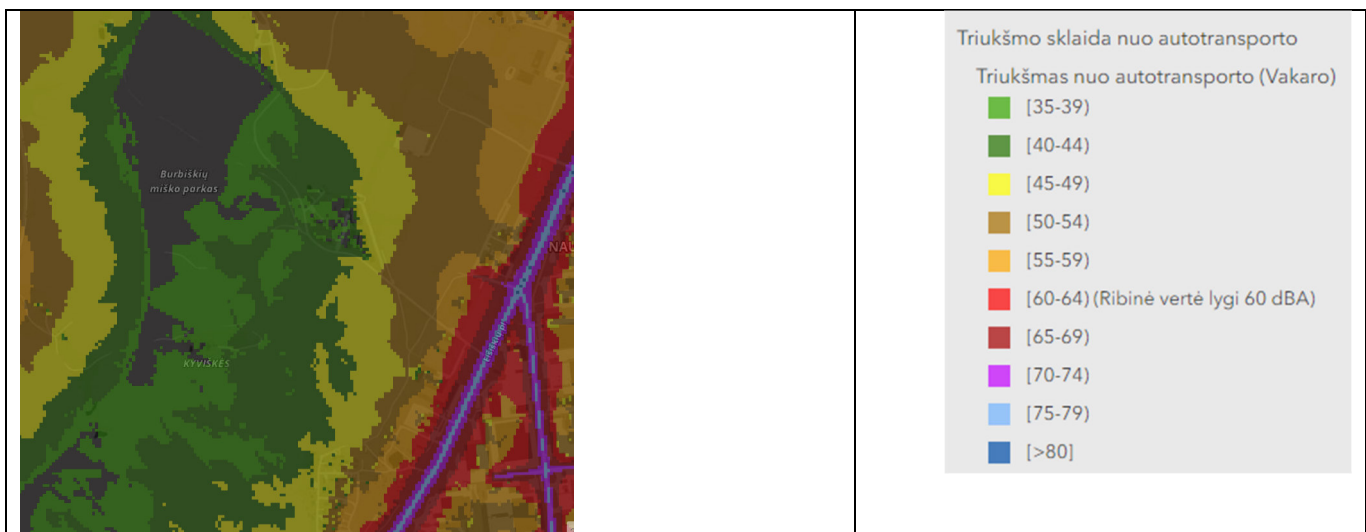 Burbiškių
miško parkas
NAU
KYVIŠKĖS
Triukšmo sklaida nuo autotransporto
Triukšmas nuo autotransporto (Vakaro)
[35-39)
[40-44)
[45-49)
[50-54)
[55-59)
[60-64) (Ribinė vertė lygi 60 dBA)
[65-69)
[70-74)
[75-79)
[>80]